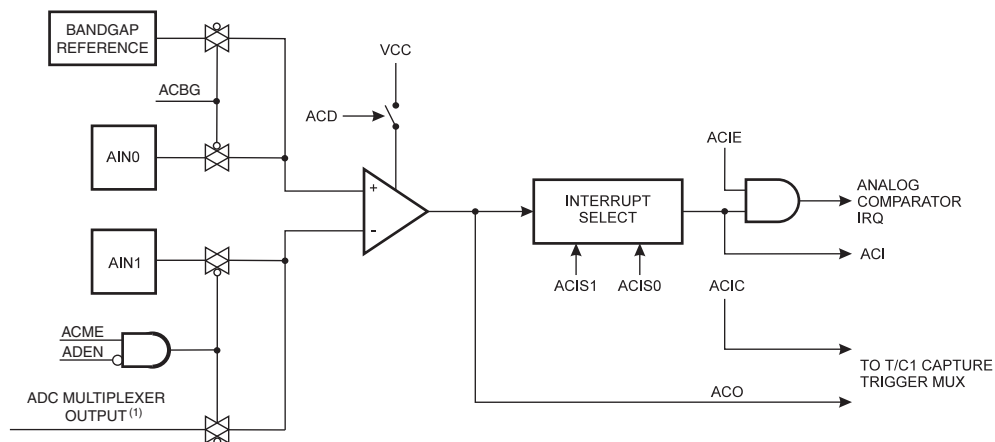 BANDGAP
REFERENCE
ACBG
AIN0
AIN1
ACME
ADEN
ADC MULTIPLEXER
OUTPUT (1)
VCC
ACD
+
-
INTERRUPT
SELECT
ACIS1 ACIS0
ACIE
ANALOG
COMPARATOR
IRQ
ACI
ACIC
TO T/C1 CAPTURE
TRIGGER MUX
ACO